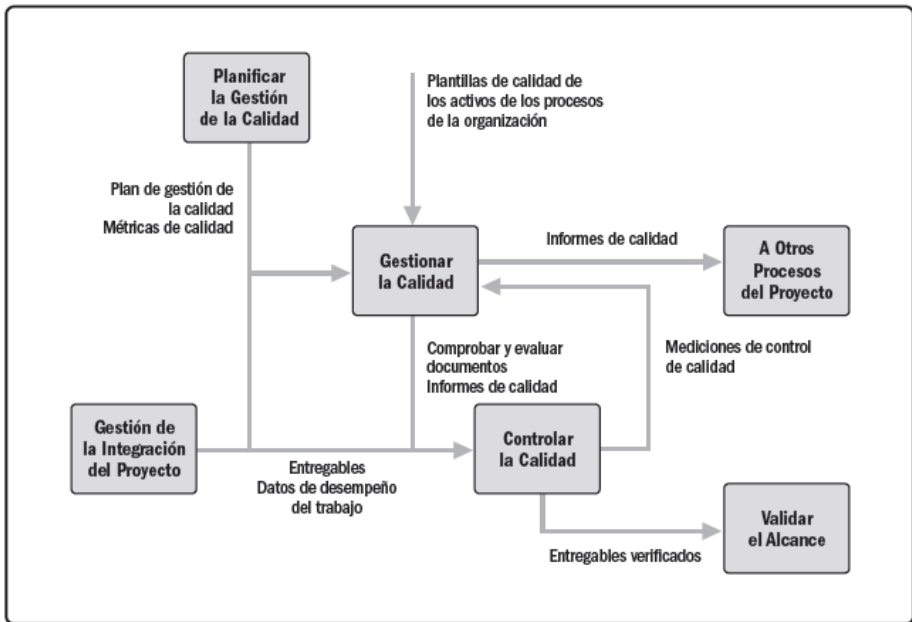 Planificar
la Gestión
de la Calidad
Plantillas de calidad de
los activos de los procesos
de la organización
Plan de gestión de
la calidad
Métricas de calidad
Gestionar
la Calidad
Informes de calidad
A Otros
Procesos
del Proyecto
Comprobar y evaluar
documentos
Informes de calidad
Mediciones de control
de calidad
Gestión de
la Integración
del Proyecto
Entregables
Datos de desempeño
del trabajo
Controlar
la Calidad
Entregables verificados
Validar
el Alcance